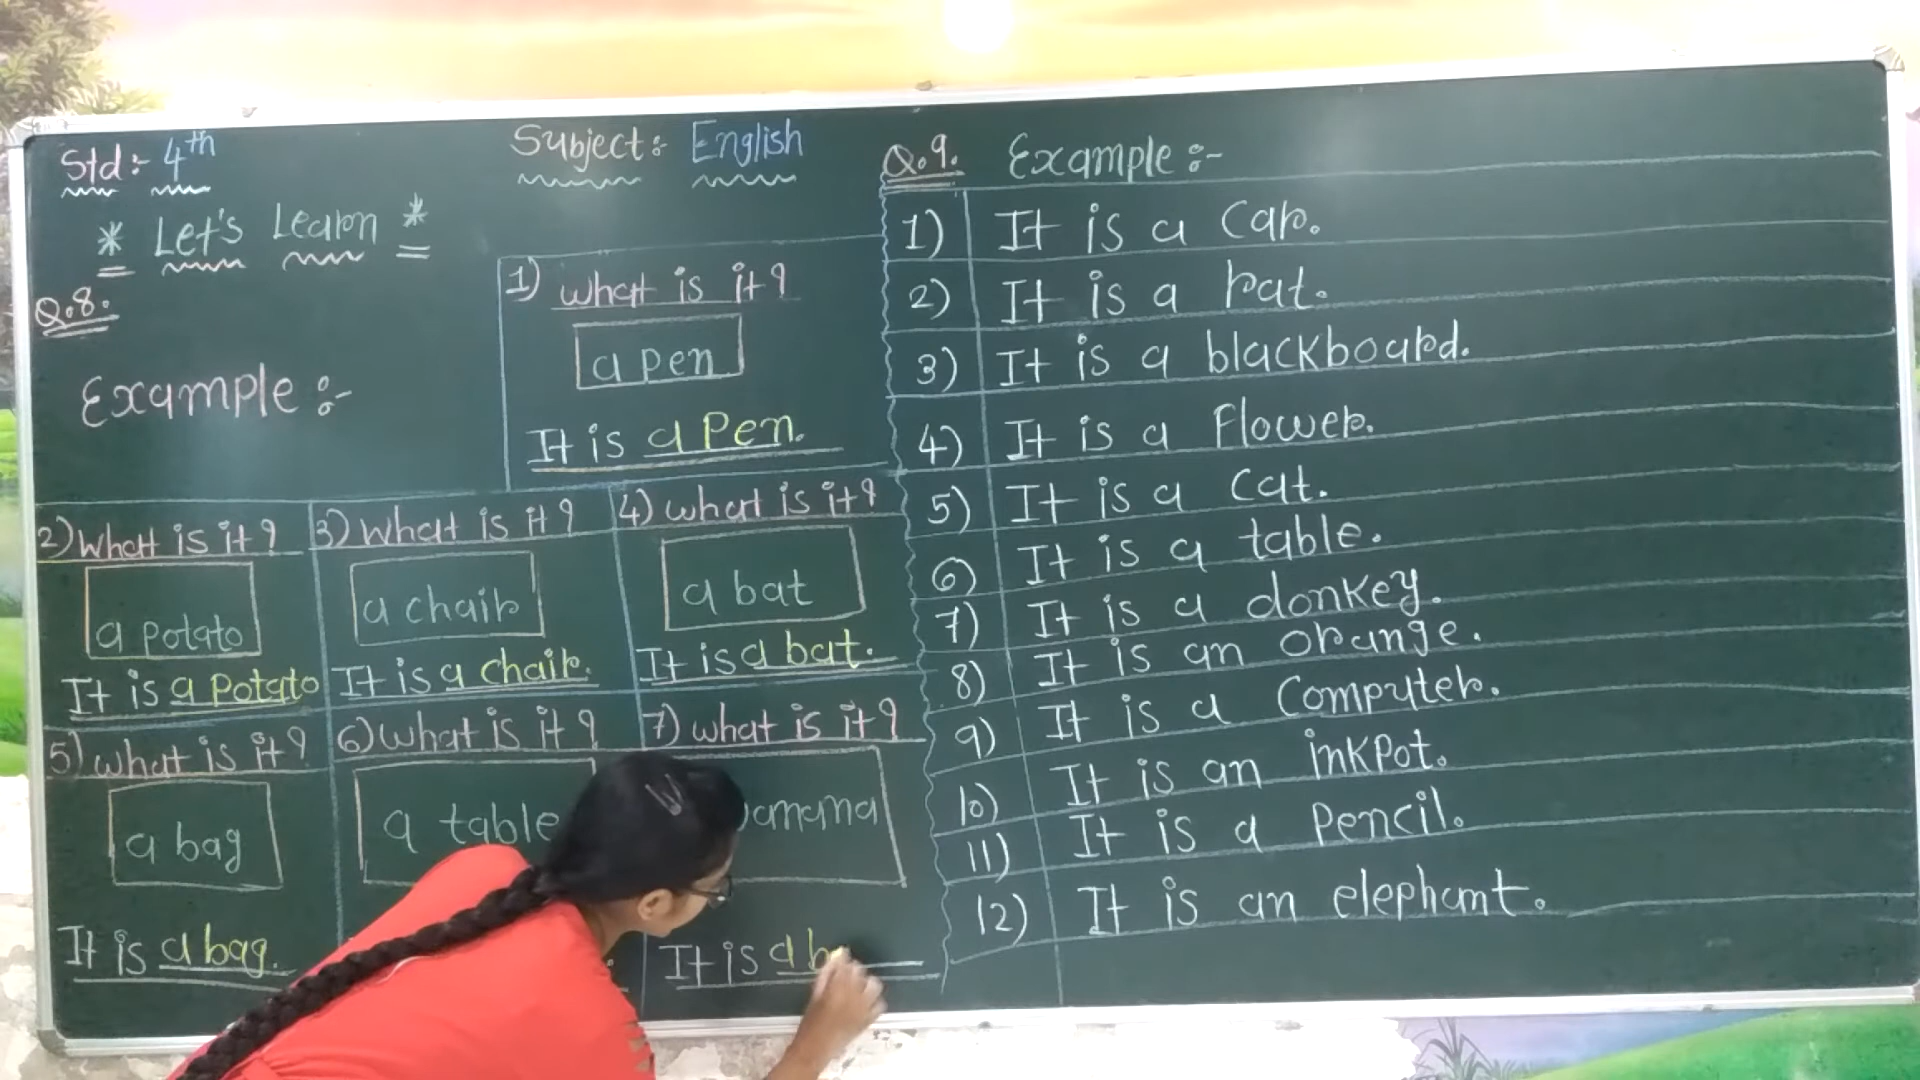 Std:- 4th
Subject:- English
* Let's Learn *
Q.8.
Example:-
1) what is it?
a pen
It is a Pen.
2) What is it?
a potato
It is a Potato
3) What is it?
a chair
It is a chair.
4) what is it?
a bat
It is a bat.
5) what is it?
a bag
It is a bag.
6) what is it?
a table
7) what is it?
It is a b
Q.9. Example:-
1) It is a Car.
2) It is a rat.
3) It is a blackboard.
4) It is a Flower.
5) It is a cat.
6) It is a table.
7) It is a donkey.
8) It is an orange.
9) It is a Computer.
10) It is an inkpot.
11) It is a Pencil.
12) It is an elephant.